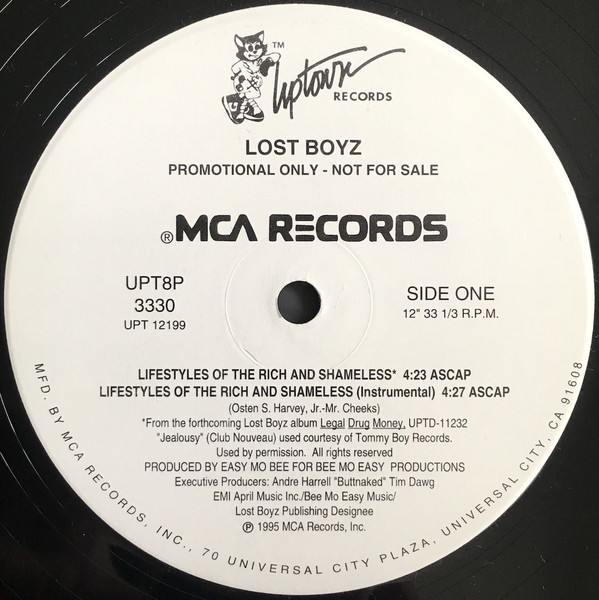 TM
Uptown
RECORDS
LOST BOYZ
PROMOTIONAL ONLY - NOT FOR SALE
®MCA RECORDS
UPT8P
3330
UPT 12199
SIDE ONE
12" 33 1/3 R.P.M.
LIFESTYLES OF THE RICH AND SHAMELESS* 4:23 ASCAP
LIFESTYLES OF THE RICH AND SHAMELESS (Instrumental) 4:27 ASCAP
(Osten S. Harvey, Jr.-Mr. Cheeks)
*From the forthcoming Lost Boyz album Legal Drug Money, UPTD-11232
"Jealousy" (Club Nouveau) used courtesy of Tommy Boy Records.
Used by permission. All rights reserved
PRODUCED BY EASY MO BEE FOR BEE MO EASY PRODUCTIONS
Executive Producers: Andre Harrell "Buttnaked" Tim Dawg
EMI April Music Inc./Bee Mo Easy Music/
Lost Boyz Publishing Designee
℗ 1995 MCA Records, Inc.
MFD. BY MCA RECORDS, INC., 70 UNIVERSAL CITY PLAZA, UNIVERSAL CITY, CA 91608